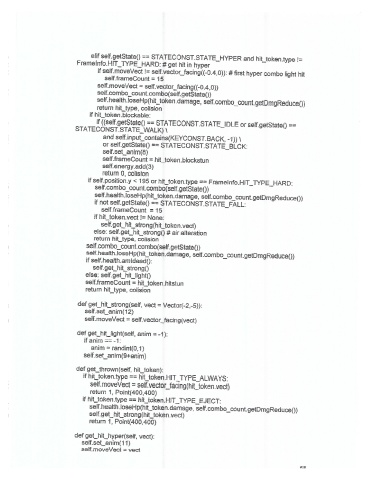 elif self.getState() == STATECONST.STATE_HYPER and hit_token.type !=
FrameInfo.HIT_TYPE_HARD: # get hit in hyper
if self.moveVect != self.vector_facing((-0.4,0)): # first hyper combo light hit
self.frameCount = 15
self.moveVect = self.vector_facing((-0.4,0))
self.combo_count.combo(self.getState())
self.health.loseHp(hit_token.damage, self.combo_count.getDmgReduce())
return hit_type, colision
if hit_token.blockable:
if ((self.getState() == STATECONST.STATE_IDLE or self.getState() ==
STATECONST.STATE_WALK) \
and self.input_contains(KEYCONST.BACK, -1)) \
or self.getState() == STATECONST.STATE_BLCK:
self.set_anim(8)
self.frameCount = hit_token.blockstun
self.energy.add(3)
return 0, colision
if self.position.y < 195 or hit_token.type == FrameInfo.HIT_TYPE_HARD:
self.combo_count.combo(self.getState())
self.health.loseHp(hit_token.damage, self.combo_count.getDmgReduce())
if not self.getState() == STATECONST.STATE_FALL:
self.frameCount = 15
if hit_token.vect != None:
self.get_hit_strong(hit_token.vect)
else: self.get_hit_strong() # air alteration
return hit_type, colision
self.combo_count.combo(self.getState())
self.health.loseHp(hit_token.damage, self.combo_count.getDmgReduce())
if self.health.amIdead():
self.get_hit_strong()
else: self.get_hit_light()
self.frameCount = hit_token.hitstun
return hit_type, colision
def get_hit_strong(self, vect = Vector(-2,-5)):
self.set_anim(12)
self.moveVect = self.vector_facing(vect)
def get_hit_light(self, anim = -1):
if anim == -1:
anim = randint(0,1)
self.set_anim(9+anim)
def get_thrown(self, hit_token):
if hit_token.type == hit_token.HIT_TYPE_ALWAYS:
self.moveVect = self.vector_facing(hit_token.vect)
return 1, Point(400,400)
if hit_token.type == hit_token.HIT_TYPE_EJECT:
self.health.loseHp(hit_token.damage, self.combo_count.getDmgReduce())
self.get_hit_strong(hit_token.vect)
return 1, Point(400,400)
def get_hit_hyper(self, vect):
self.set_anim(11)
self.moveVect = vect